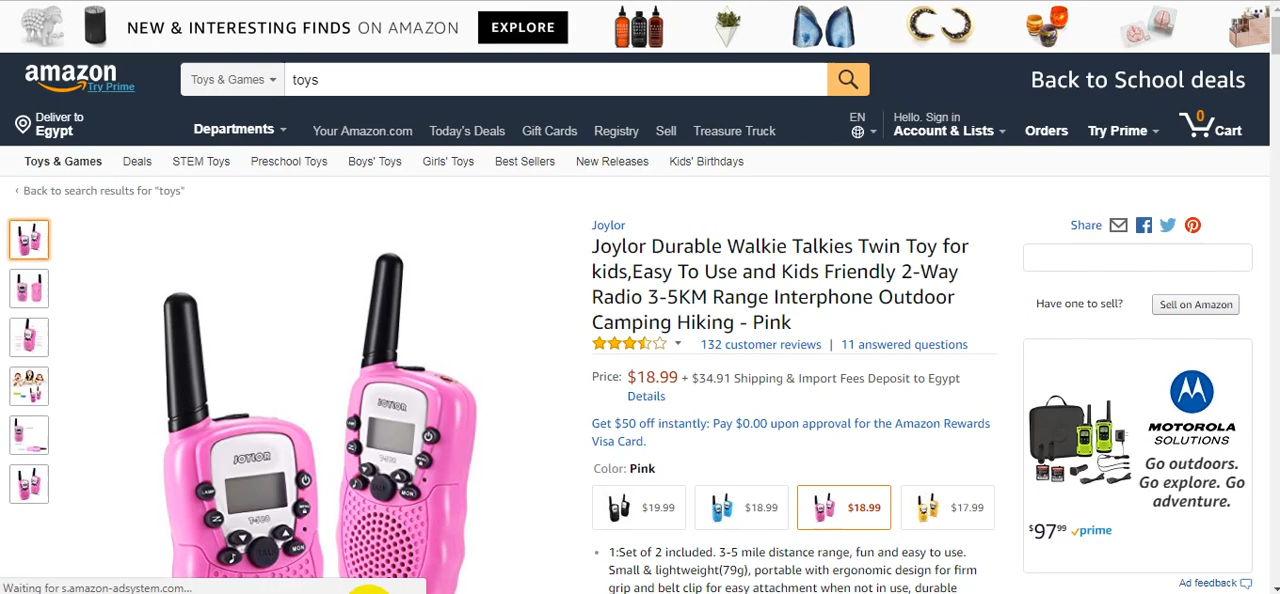 NEW & INTERESTING FINDS ON AMAZON
EXPLORE
amazon
Try Prime
Toys & Games
toys
Back to School deals
Deliver to
Egypt
Departments
Your Amazon.com
Today's Deals
Gift Cards
Registry
Sell
Treasure Truck
EN
Hello. Sign in
Account & Lists
Orders
Try Prime
0
Cart
Toys & Games
Deals
STEM Toys
Preschool Toys
Boys' Toys
Girls' Toys
Best Sellers
New Releases
Kids' Birthdays
‹ Back to search results for "toys"
Joylor
Joylor Durable Walkie Talkies Twin Toy for
kids,Easy To Use and Kids Friendly 2-Way
Radio 3-5KM Range Interphone Outdoor
Camping Hiking - Pink
132 customer reviews | 11 answered questions
Price: $18.99 + $34.91 Shipping & Import Fees Deposit to Egypt
Details
Get $50 off instantly: Pay $0.00 upon approval for the Amazon Rewards
Visa Card.
Color: Pink
$19.99
$18.99
$18.99
$17.99
• 1:Set of 2 included. 3-5 mile distance range, fun and easy to use.
Small & lightweight(79g), portable with ergonomic design for firm
grip and belt clip for easy attachment when not in use, durable
Share
Have one to sell?
Sell on Amazon
MOTOROLA
SOLUTIONS
Go outdoors.
Go explore. Go
adventure.
$97.99 prime
Ad feedback
JOYLOR
MON
JOYLOR
LAMP
MON
Waiting for s.amazon-adsystem.com...